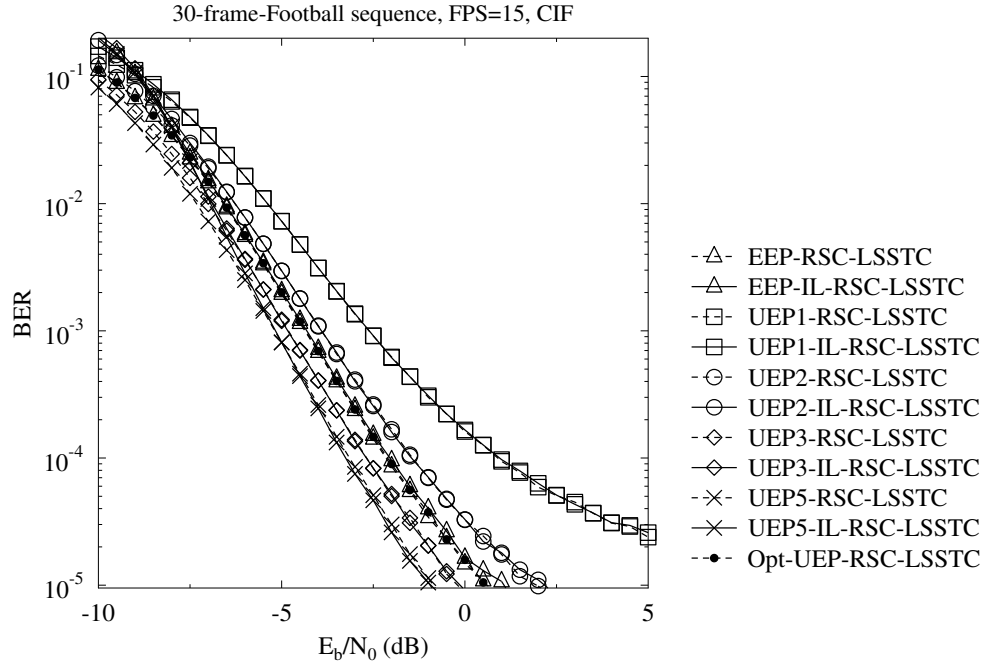 30-frame-Football sequence, FPS=15, CIF
BER
10^-1
10^-2
10^-3
10^-4
10^-5
-10
-5
0
5
E_b/N_0 (dB)
EEP-RSC-LSSTC
EEP-IL-RSC-LSSTC
UEP1-RSC-LSSTC
UEP1-IL-RSC-LSSTC
UEP2-RSC-LSSTC
UEP2-IL-RSC-LSSTC
UEP3-RSC-LSSTC
UEP3-IL-RSC-LSSTC
UEP5-RSC-LSSTC
UEP5-IL-RSC-LSSTC
Opt-UEP-RSC-LSSTC